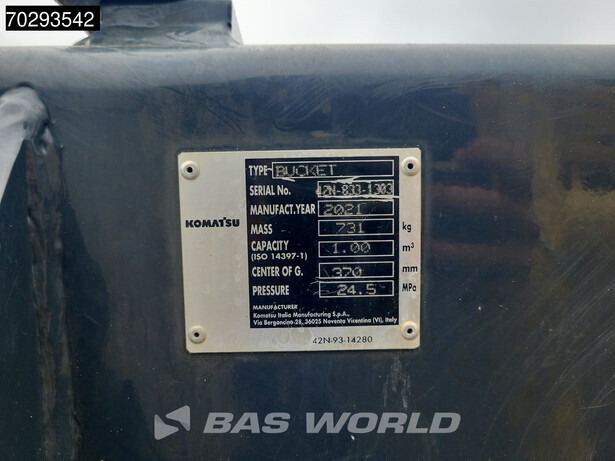 70293542
TYPE BUCKET
SERIAL No. 42N-833-1303
KOMATSU
MANUFACT.YEAR 2021
MASS 731 kg
CAPACITY 1.00 m³
(ISO 14397-1)
CENTER OF G. 370 mm
PRESSURE 24.5 MPa
MANUFACTURER
Komatsu Italia Manufacturing S.p.A.,
Via Bergoncino-28, 36025 Noventa Vicentina (VI), Italy
42N-93-14280
BAS WORLD